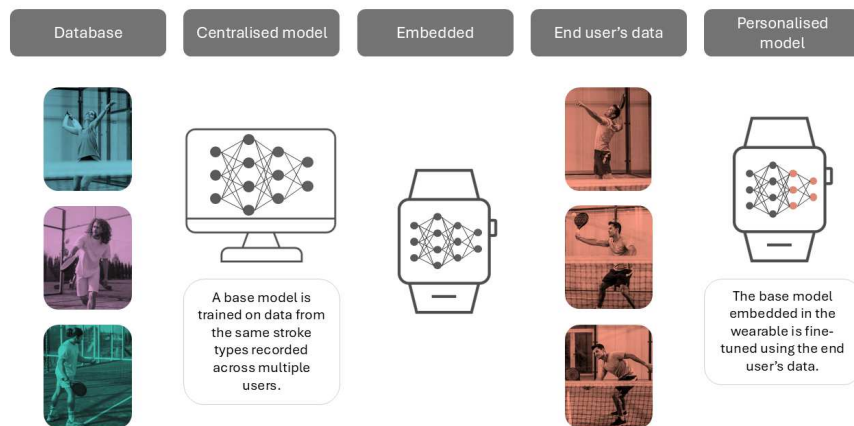 Database
Centralised model
Embedded
End user's data
Personalised
model
A base model is
trained on data from
the same stroke
types recorded
across multiple
users.
The base model
embedded in the
wearable is fine-
tuned using the end
user's data.